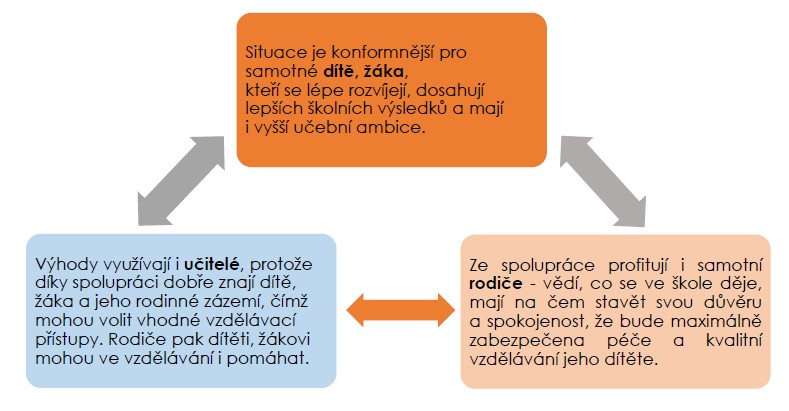 Situace je konformnější pro
samotné dítě, žáka,
kteří se lépe rozvíjejí, dosahují
lepších školních výsledků a mají
i vyšší učební ambice.
Výhody využívají i učitelé, protože
díky spolupráci dobře znají dítě,
žáka a jeho rodinné zázemí, čímž
mohou volit vhodné vzdělávací
přístupy. Rodiče pak dítěti, žákovi
mohou ve vzdělávání i pomáhat.
Ze spolupráce profitují i samotní
rodiče - vědí, co se ve škole děje,
mají na čem stavět svou důvěru
a spokojenost, že bude maximálně
zabezpečena péče a kvalitní
vzdělávání jeho dítěte.